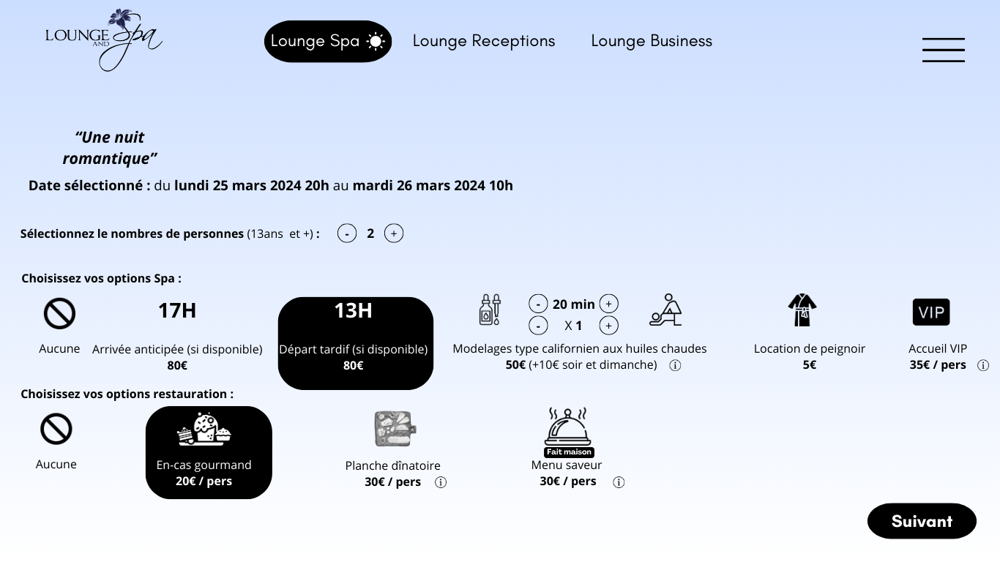 LOUNGE AND Spa
Lounge Spa
Lounge Receptions
Lounge Business
“Une nuit
romantique”
Date sélectionné : du lundi 25 mars 2024 20h au mardi 26 mars 2024 10h
Sélectionnez le nombres de personnes (13ans et +) :
- 2 +
Choisissez vos options Spa :
Aucune
17H
Arrivée anticipée (si disponible)
80€
13H
Départ tardif (si disponible)
80€
- 20 min +
- X 1 +
Modelages type californien aux huiles chaudes
50€ (+10€ soir et dimanche) i
Location de peignoir
5€
VIP
Accueil VIP
35€ / pers i
Choisissez vos options restauration :
Aucune
En-cas gourmand
20€ / pers
Planche dînatoire
30€ / pers i
Fait maison
Menu saveur
30€ / pers i
Suivant